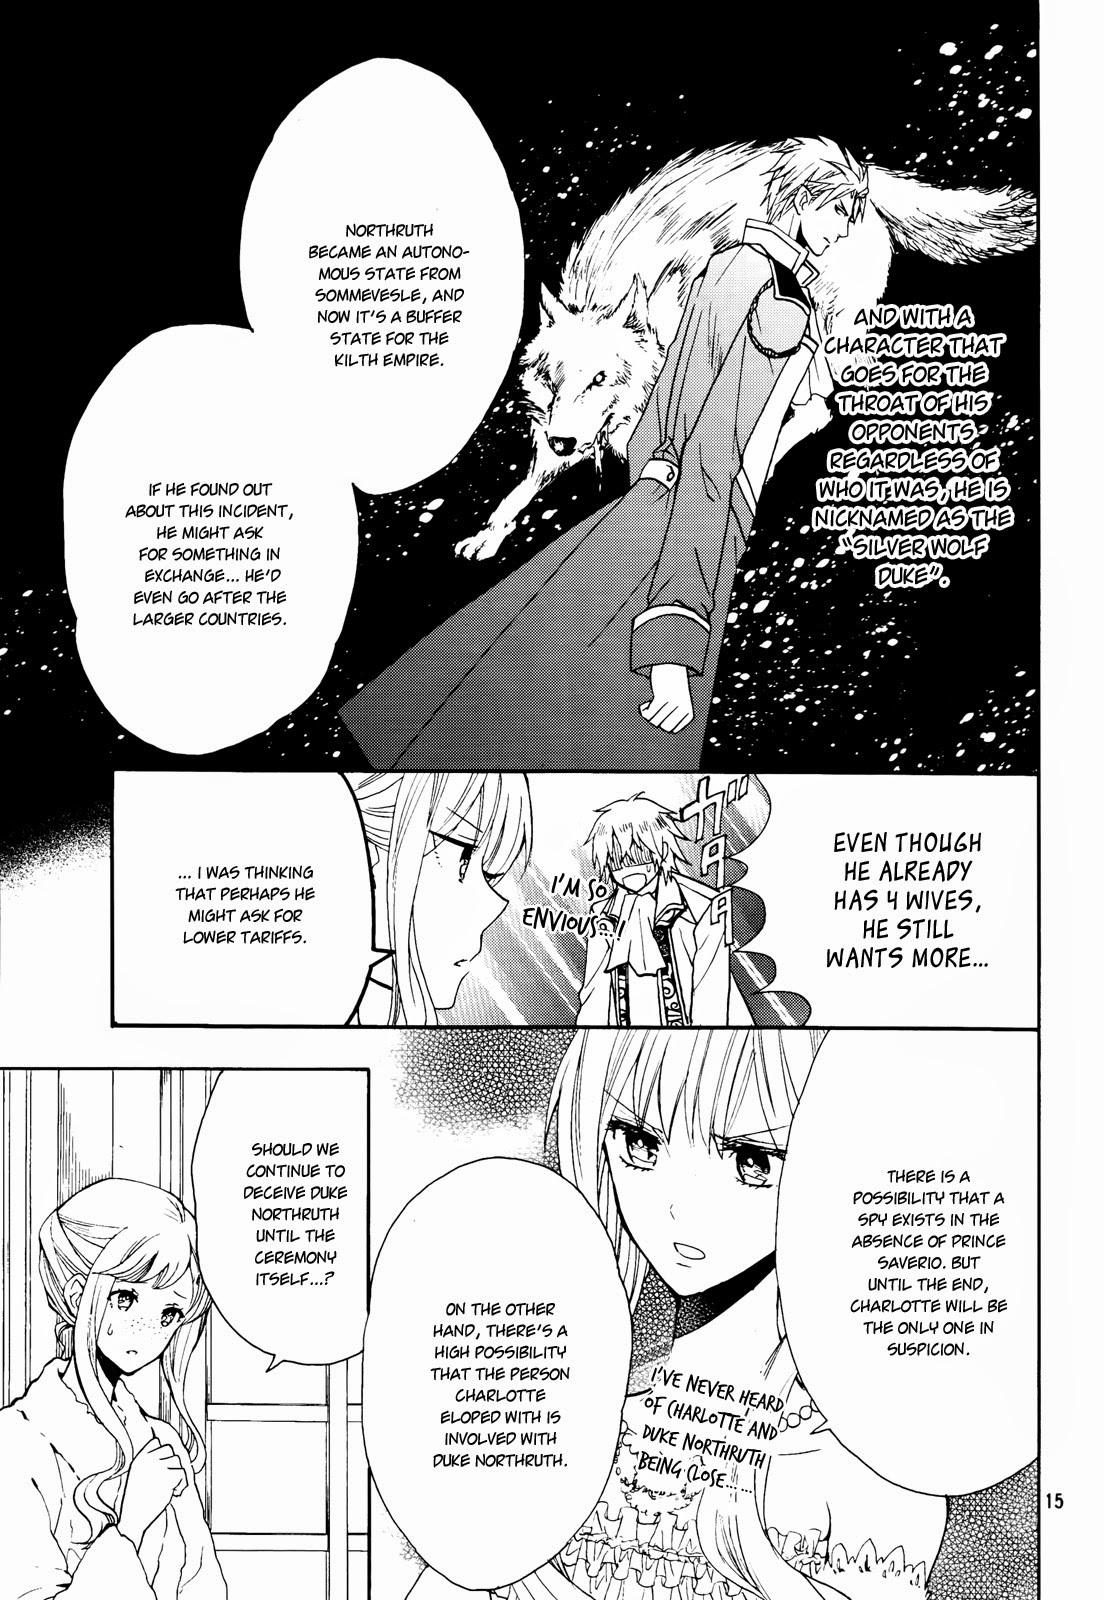 NORTHRUTH
BECAME AN AUTONO-
MOUS STATE FROM
SOMMEVESLE, AND
NOW IT'S A BUFFER
STATE FOR THE
KILTH EMPIRE.
AND WITH A
CHARACTER THAT
GOES FOR THE
THROAT OF HIS
OPPONENTS
REGARDLESS OF
WHO IT WAS, HE IS
NICKNAMED AS THE
"SILVER WOLF
DUKE".
IF HE FOUND OUT
ABOUT THIS INCIDENT,
HE MIGHT ASK
FOR SOMETHING IN
EXCHANGE... HE'D
EVEN GO AFTER THE
LARGER COUNTRIES.
EVEN THOUGH
HE ALREADY
HAS 4 WIVES,
HE STILL
WANTS MORE...
ガターー
I'M SO
ENVIOUS...!
... I WAS THINKING
THAT PERHAPS HE
MIGHT ASK FOR
LOWER TARIFFS.
THERE IS A
POSSIBILITY THAT A
SPY EXISTS IN THE
ABSENCE OF PRINCE
SAVERIO. BUT
UNTIL THE END,
CHARLOTTE WILL BE
THE ONLY ONE IN
SUSPICION.
I'VE NEVER HEARD
OF CHARLOTTE AND
DUKE NORTHRUTH
BEING CLOSE......
ON THE OTHER
HAND, THERE'S A
HIGH POSSIBILITY
THAT THE PERSON
CHARLOTTE
ELOPED WITH IS
INVOLVED WITH
DUKE NORTHRUTH.
SHOULD WE
CONTINUE TO
DECEIVE DUKE
NORTHRUTH
UNTIL THE
CEREMONY
ITSELF...?
15